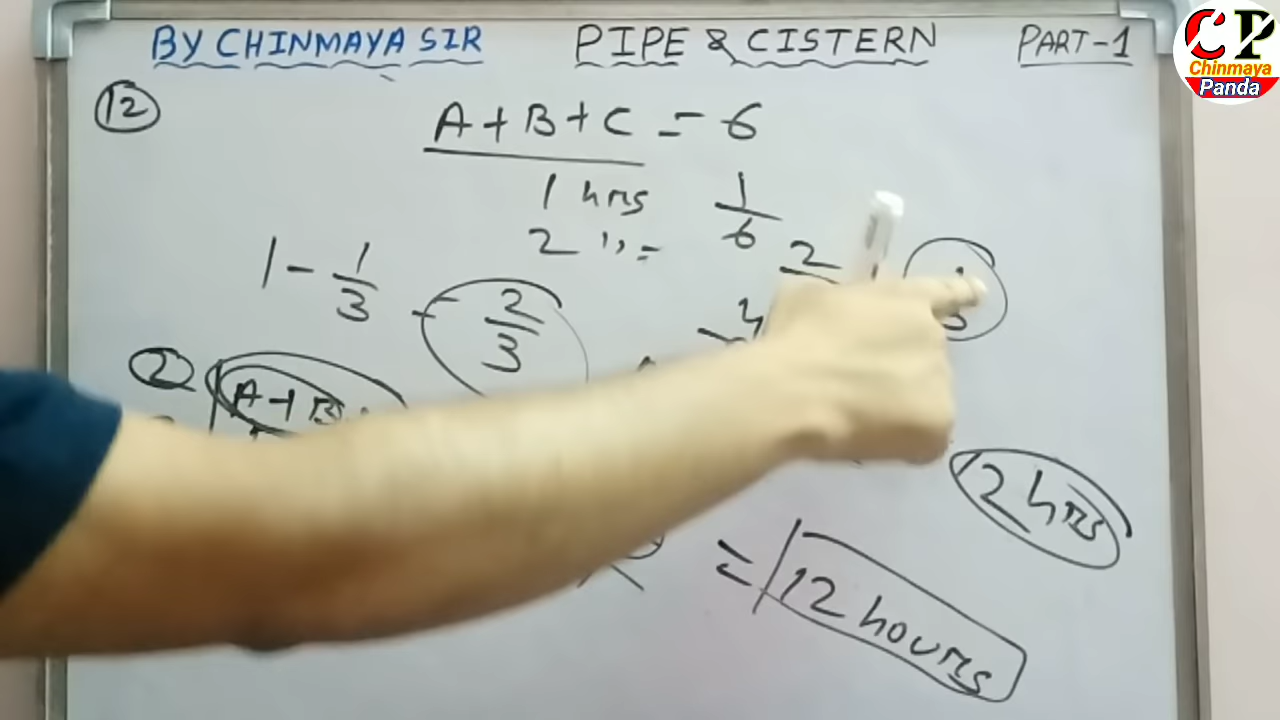 BY CHINMAYA SIR PIPE & CISTERN PART-1
CP
Chinmaya
Panda
12
A+B+C = 6
1 hrs 1/6
2 ,, =
2
1 - 1/3 = 2/3
2 A+B
12 hrs
= 12 hours